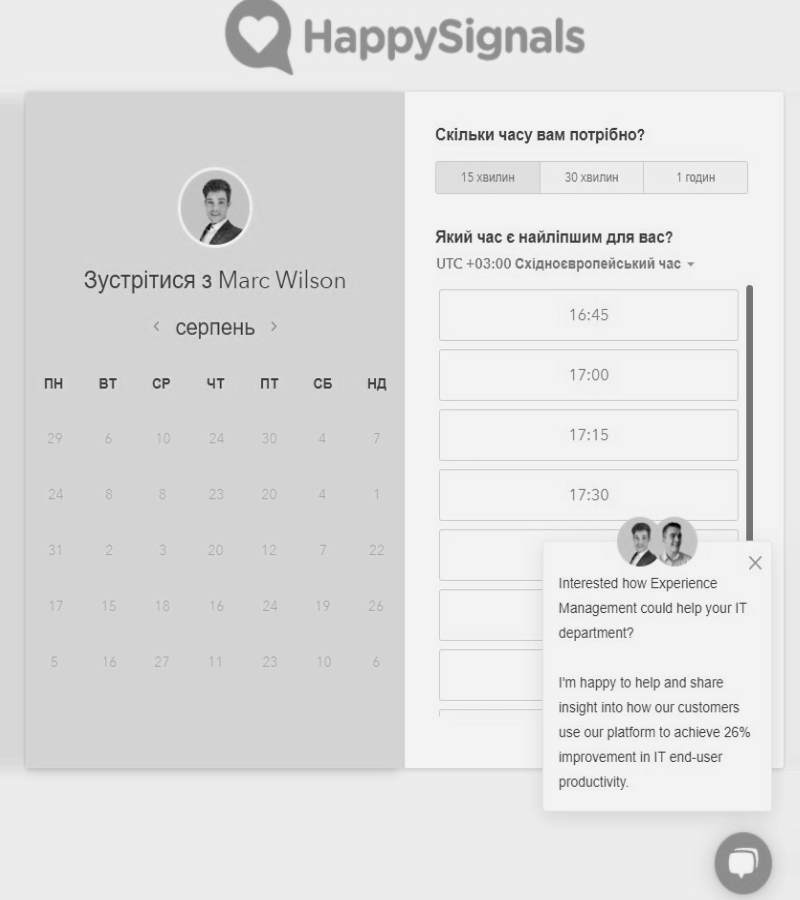 HappySignals
Зустрітися з Marc Wilson
серпень
ПН ВТ СР ЧТ ПТ СБ НД
29 6 10 24 30 4 7
24 8 8 23 20 4 1
31 2 3 20 12 7 22
17 15 18 16 24 19 26
5 16 27 11 23 10 6
Скільки часу вам потрібно?
15 хвилин 30 хвилин 1 годин
Який час є найліпшим для вас?
UTC +03:00 Східноєвропейський час
16:45
17:00
17:15
17:30
Interested how Experience
Management could help your IT
department?
I'm happy to help and share
insight into how our customers
use our platform to achieve 26%
improvement in IT end-user
productivity.